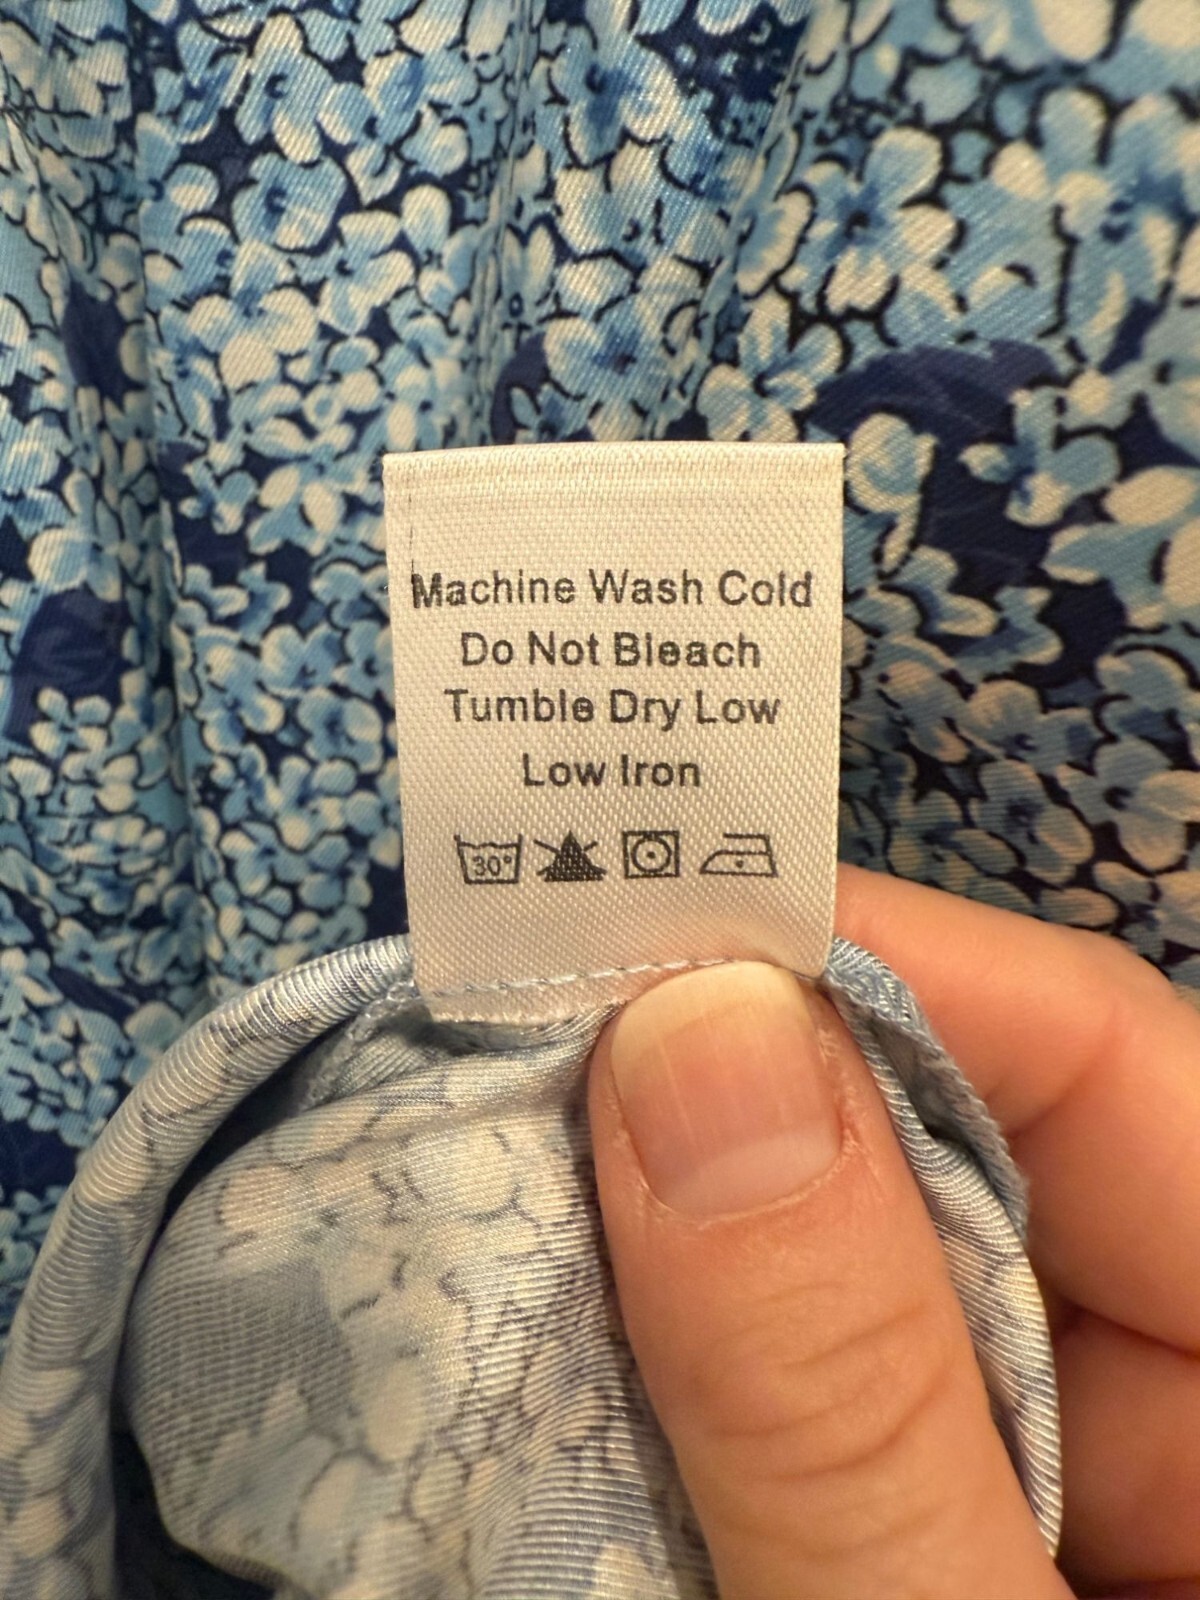 Machine Wash Cold
Do Not Bleach
Tumble Dry Low
Low Iron
30°